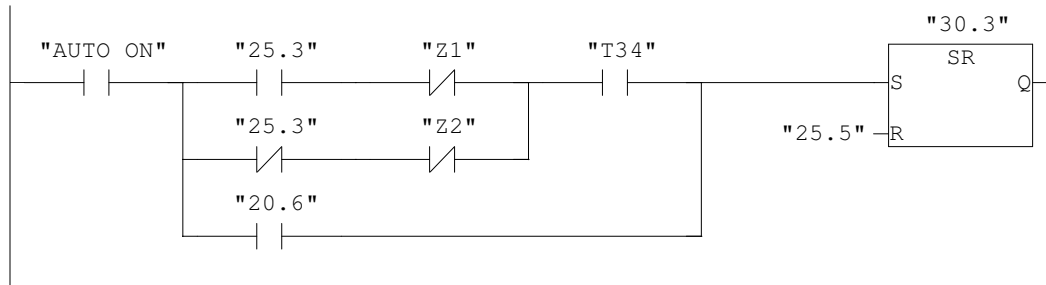 "30.3"
"AUTO ON" "25.3" "Z1" "T34" SR
S Q
"25.3" "Z2" "25.5" R
"20.6"